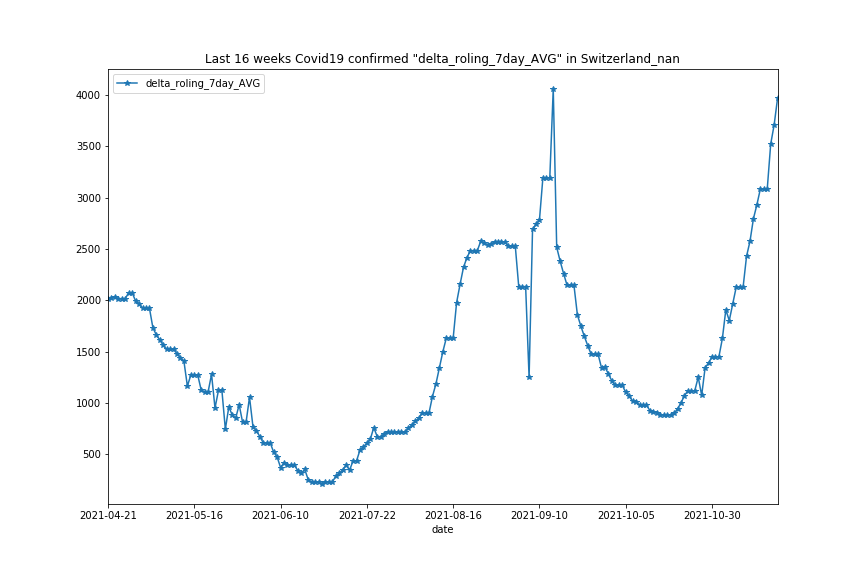 Last 16 weeks Covid19 confirmed "delta_roling_7day_AVG" in Switzerland_nan
delta_roling_7day_AVG
4000
3500
3000
2500
2000
1500
1000
500
2021-04-21 2021-05-16 2021-06-10 2021-07-22 2021-08-16 2021-09-10 2021-10-05 2021-10-30
date